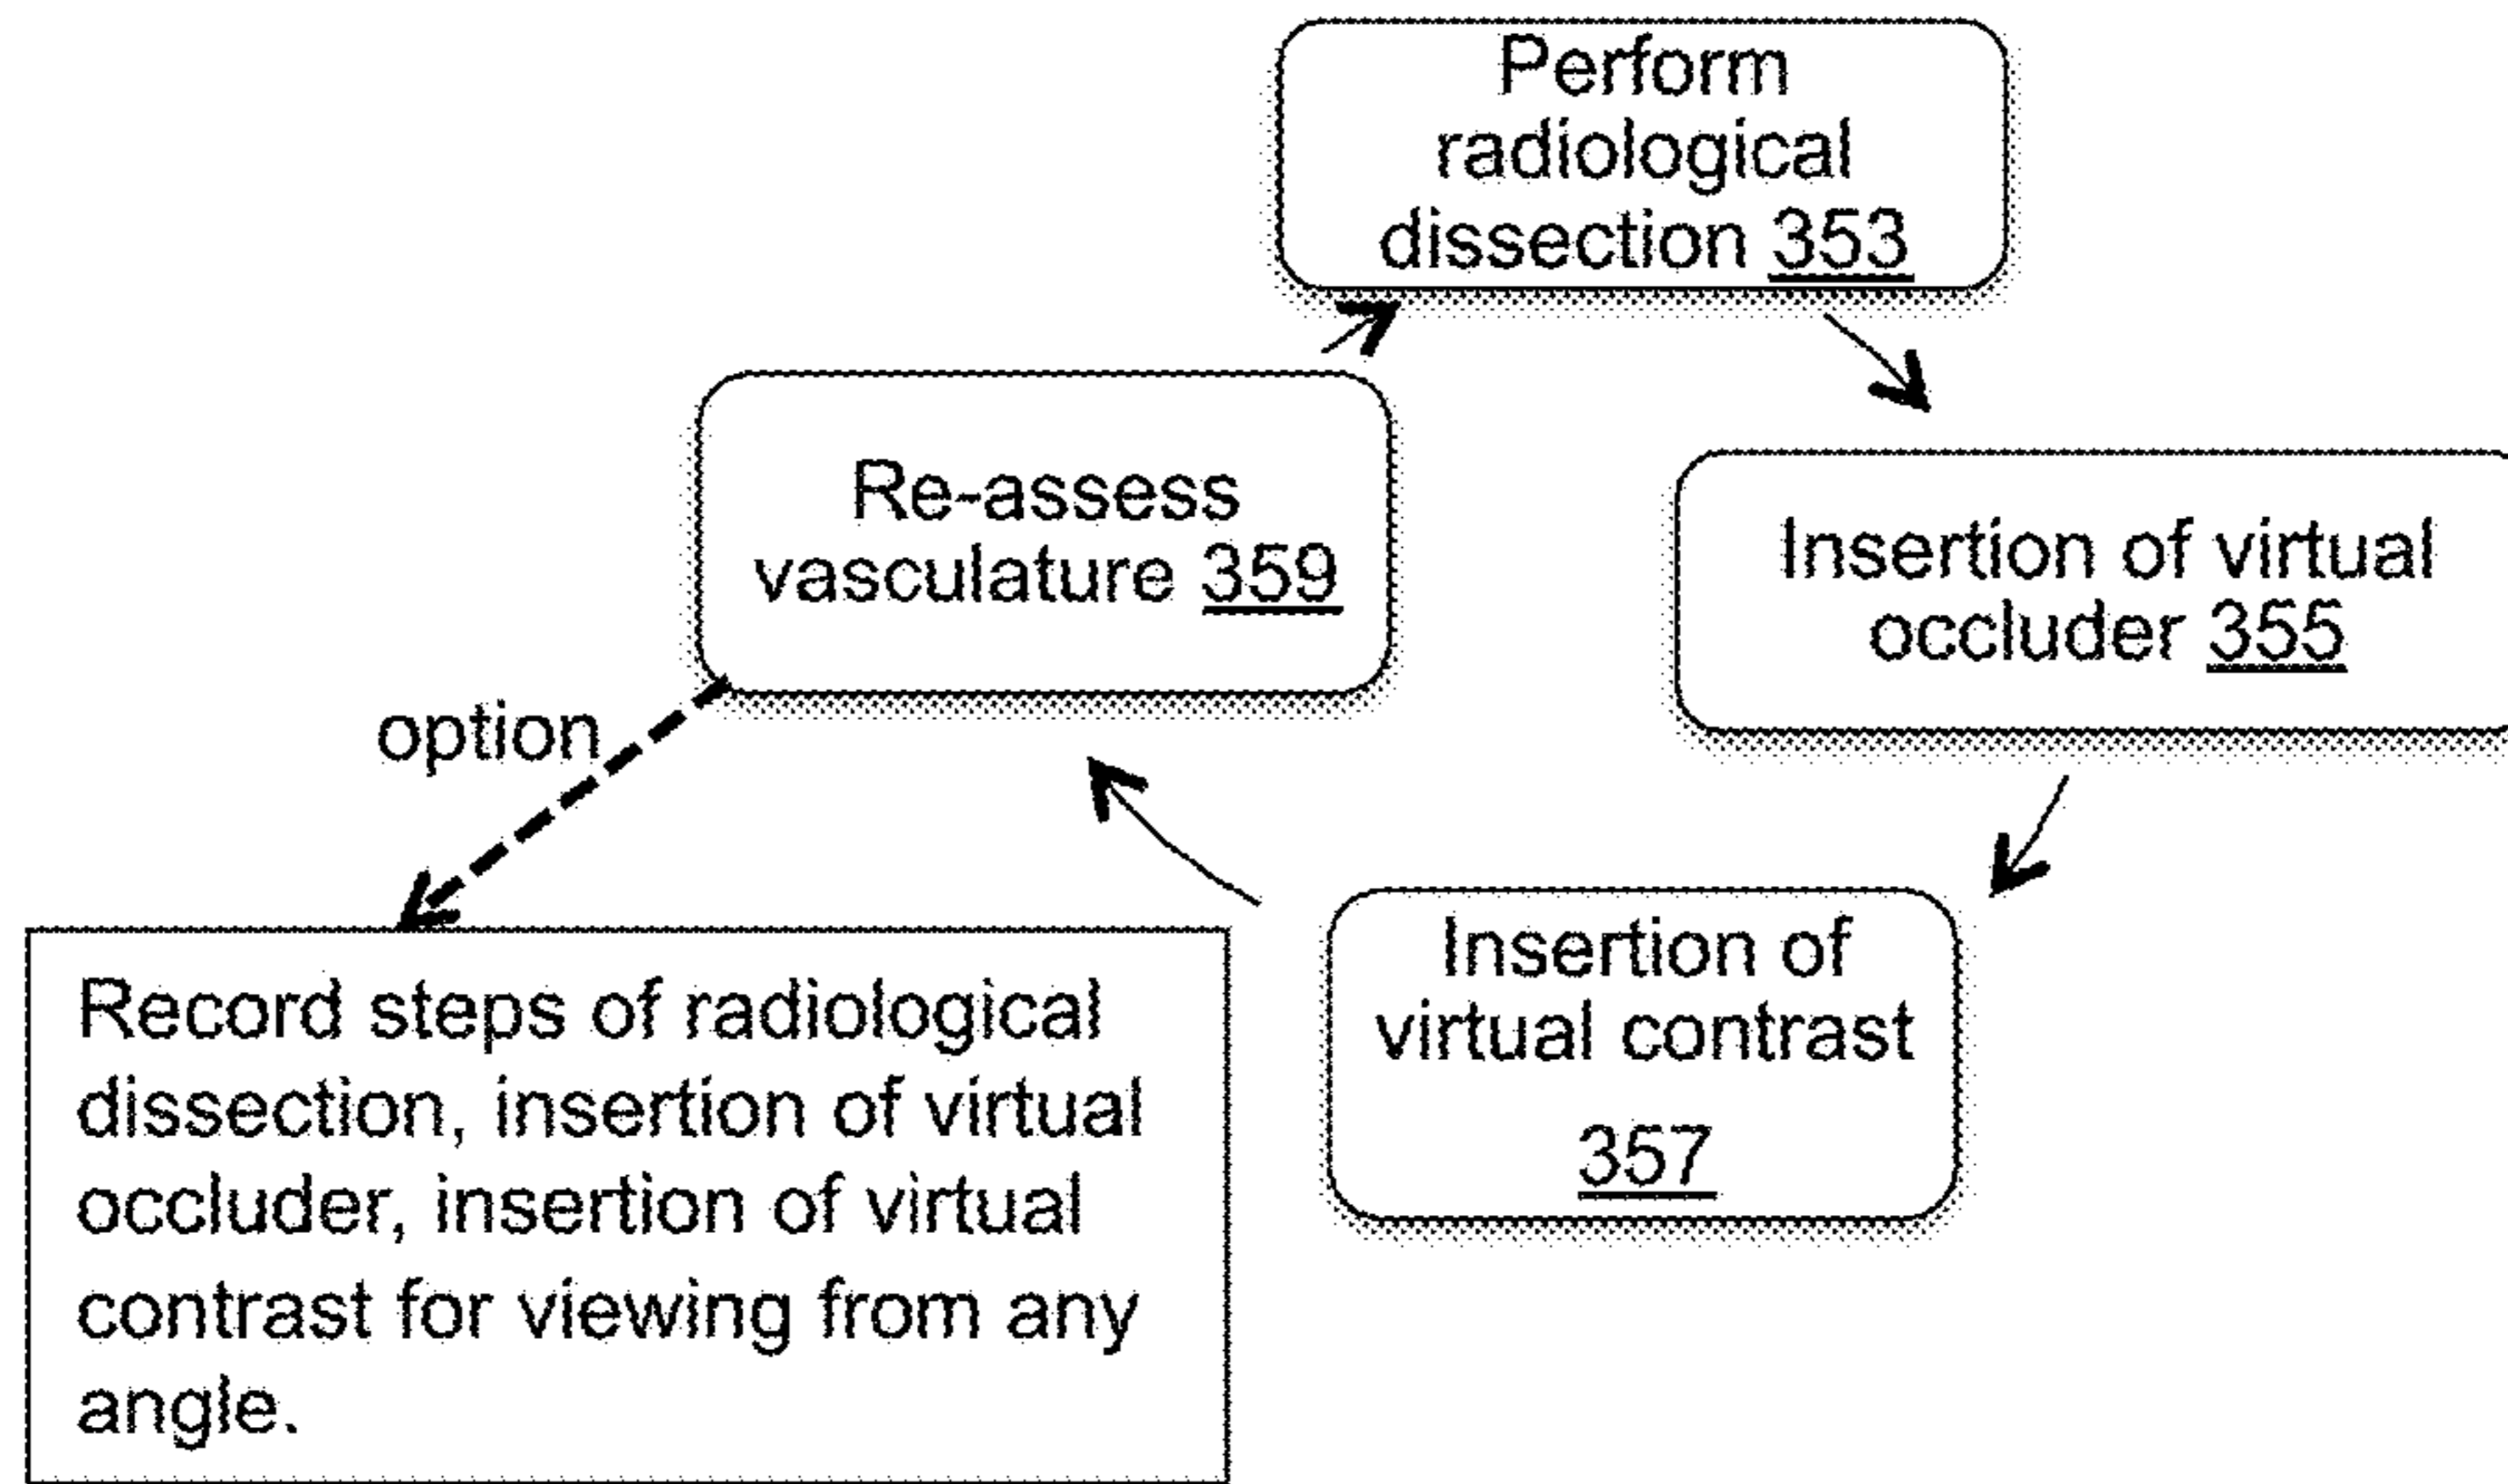 Perform
radiological
dissection 353
Re-assess
vasculature 359
Insertion of virtual
occluder 355
option
Insertion of
virtual contrast
357
Record steps of radiological
dissection, insertion of virtual
occluder, insertion of virtual
contrast for viewing from any
angle.